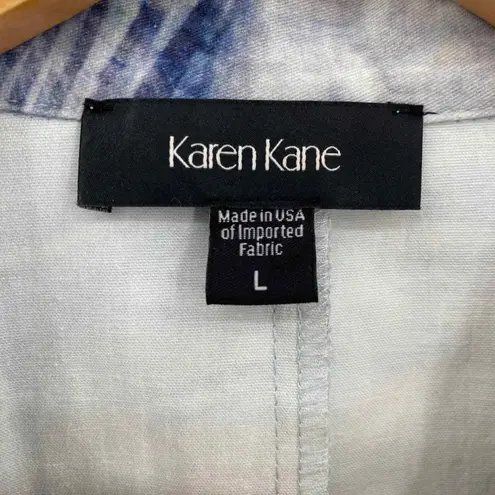 Karen Kane
Made in USA
of Imported
Fabric
L